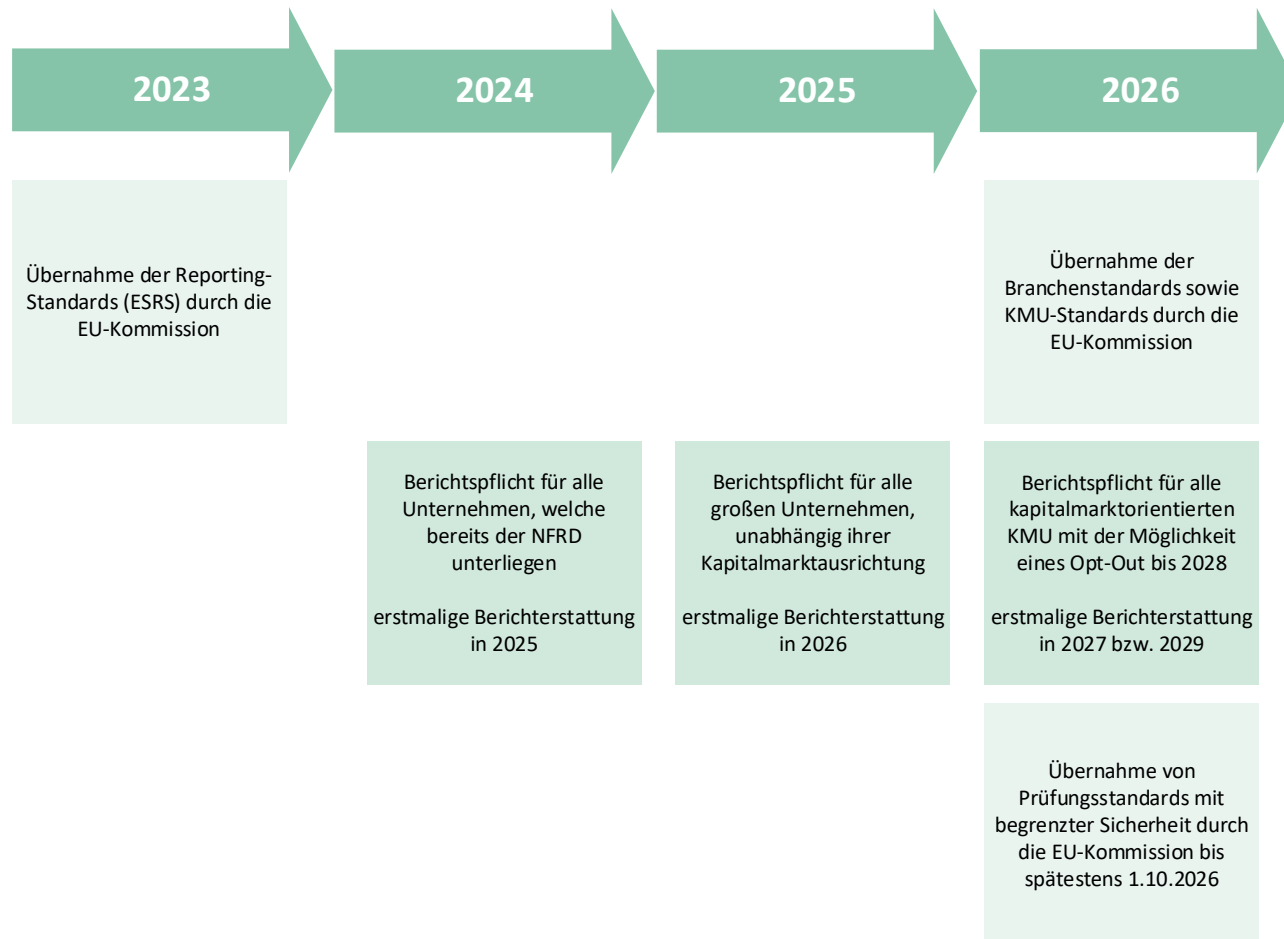 2023
2024
2025
2026
Übernahme der Reporting-
Standards (ESRS) durch die
EU-Kommission
Übernahme der
Branchenstandards sowie
KMU-Standards durch die
EU-Kommission
Berichtspflicht für alle
Unternehmen, welche
bereits der NFRD
unterliegen
erstmalige Berichterstattung
in 2025
Berichtspflicht für alle
großen Unternehmen,
unabhängig ihrer
Kapitalmarktausrichtung
erstmalige Berichterstattung
in 2026
Berichtspflicht für alle
kapitalmarktorientierten
KMU mit der Möglichkeit
eines Opt-Out bis 2028
erstmalige Berichterstattung
in 2027 bzw. 2029
Übernahme von
Prüfungsstandards mit
begrenzter Sicherheit durch
die EU-Kommission bis
spätestens 1.10.2026